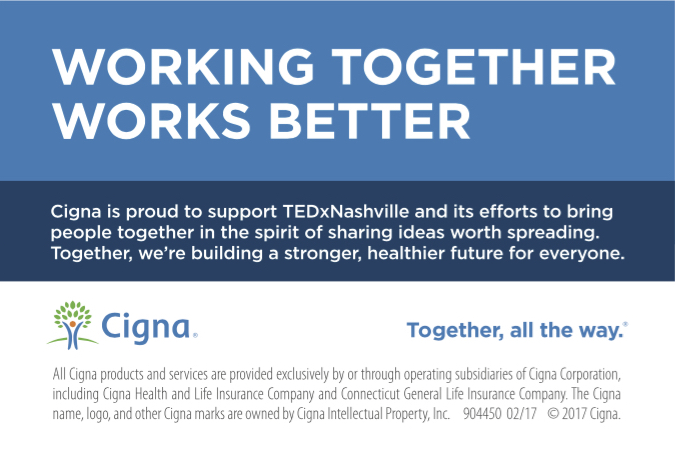 WORKING TOGETHER
WORKS BETTER
Cigna is proud to support TEDxNashville and its efforts to bring
people together in the spirit of sharing ideas worth spreading.
Together, we're building a stronger, healthier future for everyone.
Cigna®
Together, all the way.®
All Cigna products and services are provided exclusively by or through operating subsidiaries of Cigna Corporation,
including Cigna Health and Life Insurance Company and Connecticut General Life Insurance Company. The Cigna
name, logo, and other Cigna marks are owned by Cigna Intellectual Property, Inc. 904450 02/17 © 2017 Cigna.